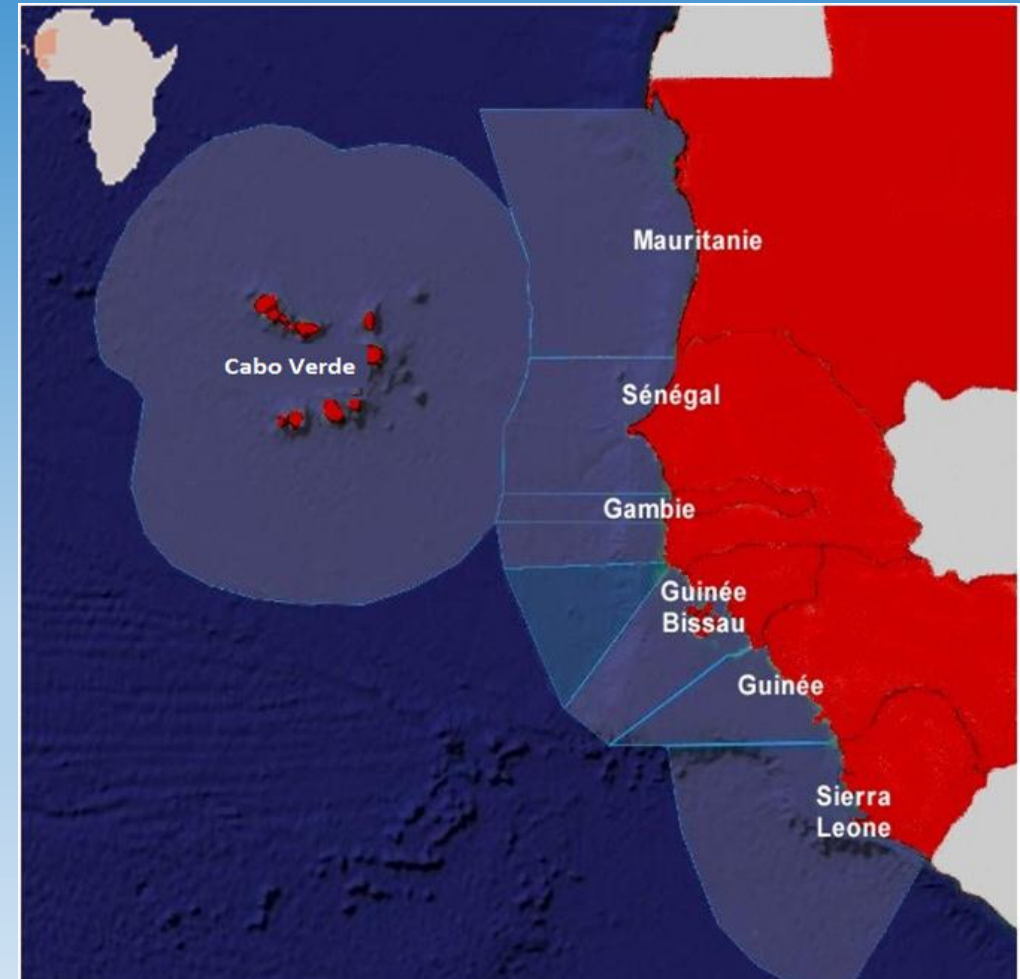 Mauritanie
Cabo Verde
Sénégal
Gambie
Guinée
Bissau
Guinée
Sierra
Leone